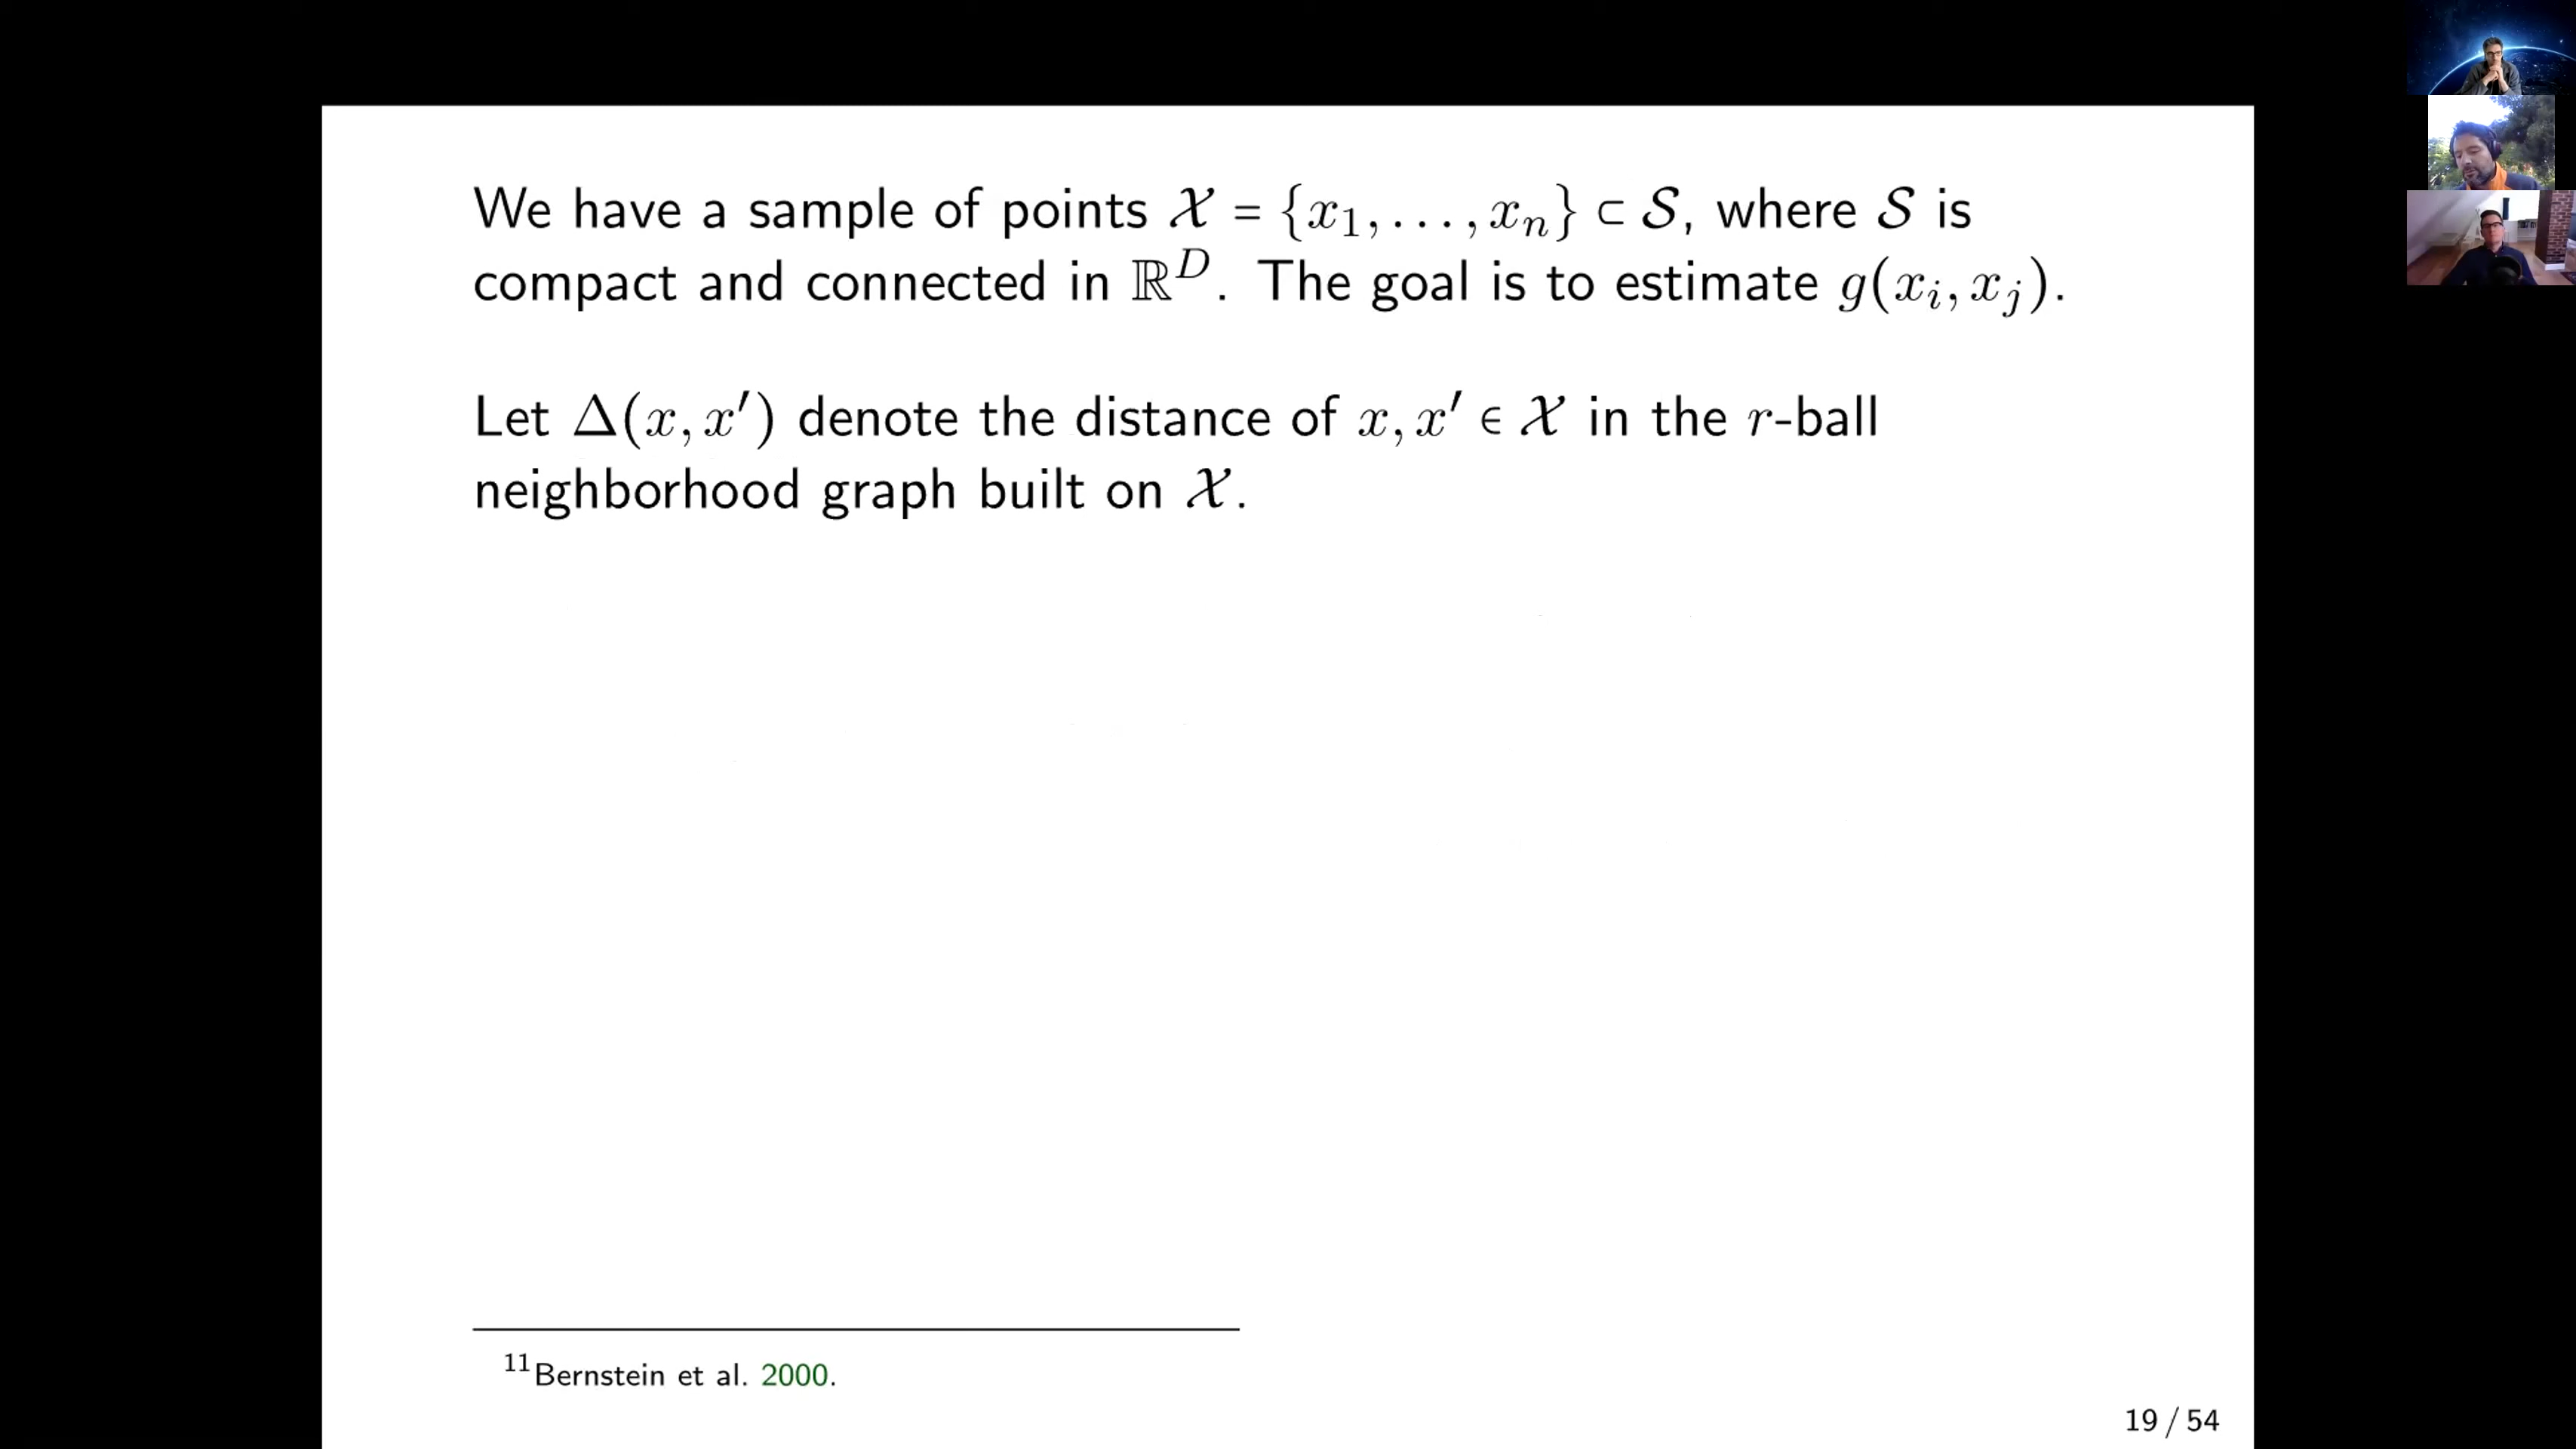 We have a sample of points 𝒳 = {x₁, . . . , xₙ} ⊂ 𝒮, where 𝒮 is
compact and connected in ℝᴰ. The goal is to estimate g(xᵢ, xⱼ).
Let Δ(x, x′) denote the distance of x, x′ ∈ 𝒳 in the r-ball
neighborhood graph built on 𝒳.
¹¹Bernstein et al. 2000.
19 / 54